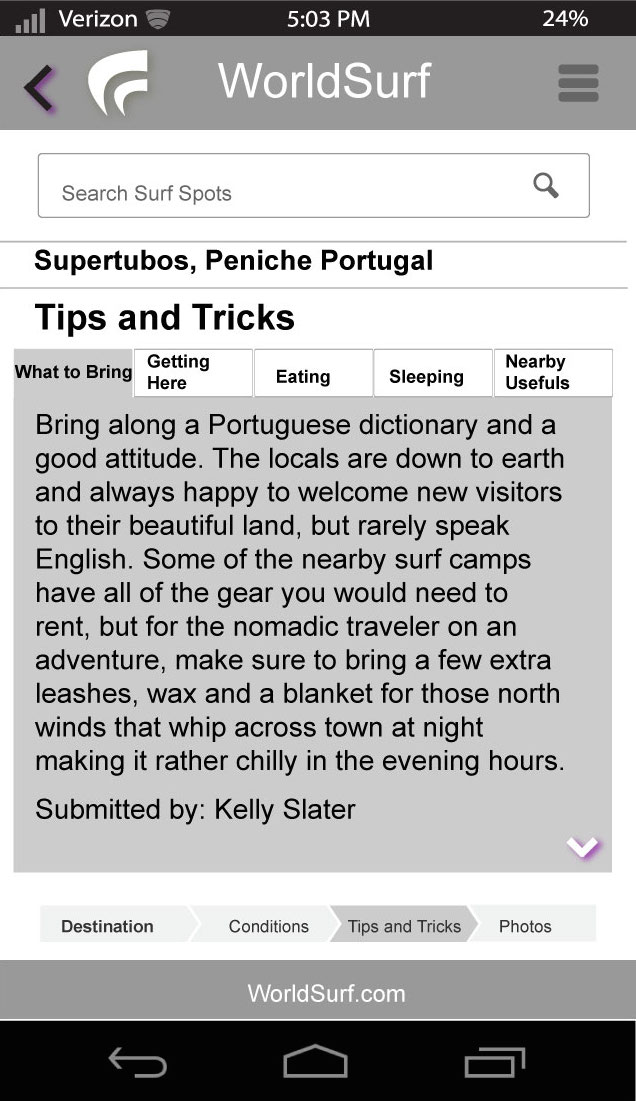 Verizon 5:03 PM 24%
WorldSurf
Search Surf Spots
Supertubos, Peniche Portugal
Tips and Tricks
What to Bring
Getting
Here
Eating
Sleeping
Nearby
Usefuls
Bring along a Portuguese dictionary and a
good attitude. The locals are down to earth
and always happy to welcome new visitors
to their beautiful land, but rarely speak
English. Some of the nearby surf camps
have all of the gear you would need to
rent, but for the nomadic traveler on an
adventure, make sure to bring a few extra
leashes, wax and a blanket for those north
winds that whip across town at night
making it rather chilly in the evening hours.
Submitted by: Kelly Slater
Destination Conditions Tips and Tricks Photos
WorldSurf.com